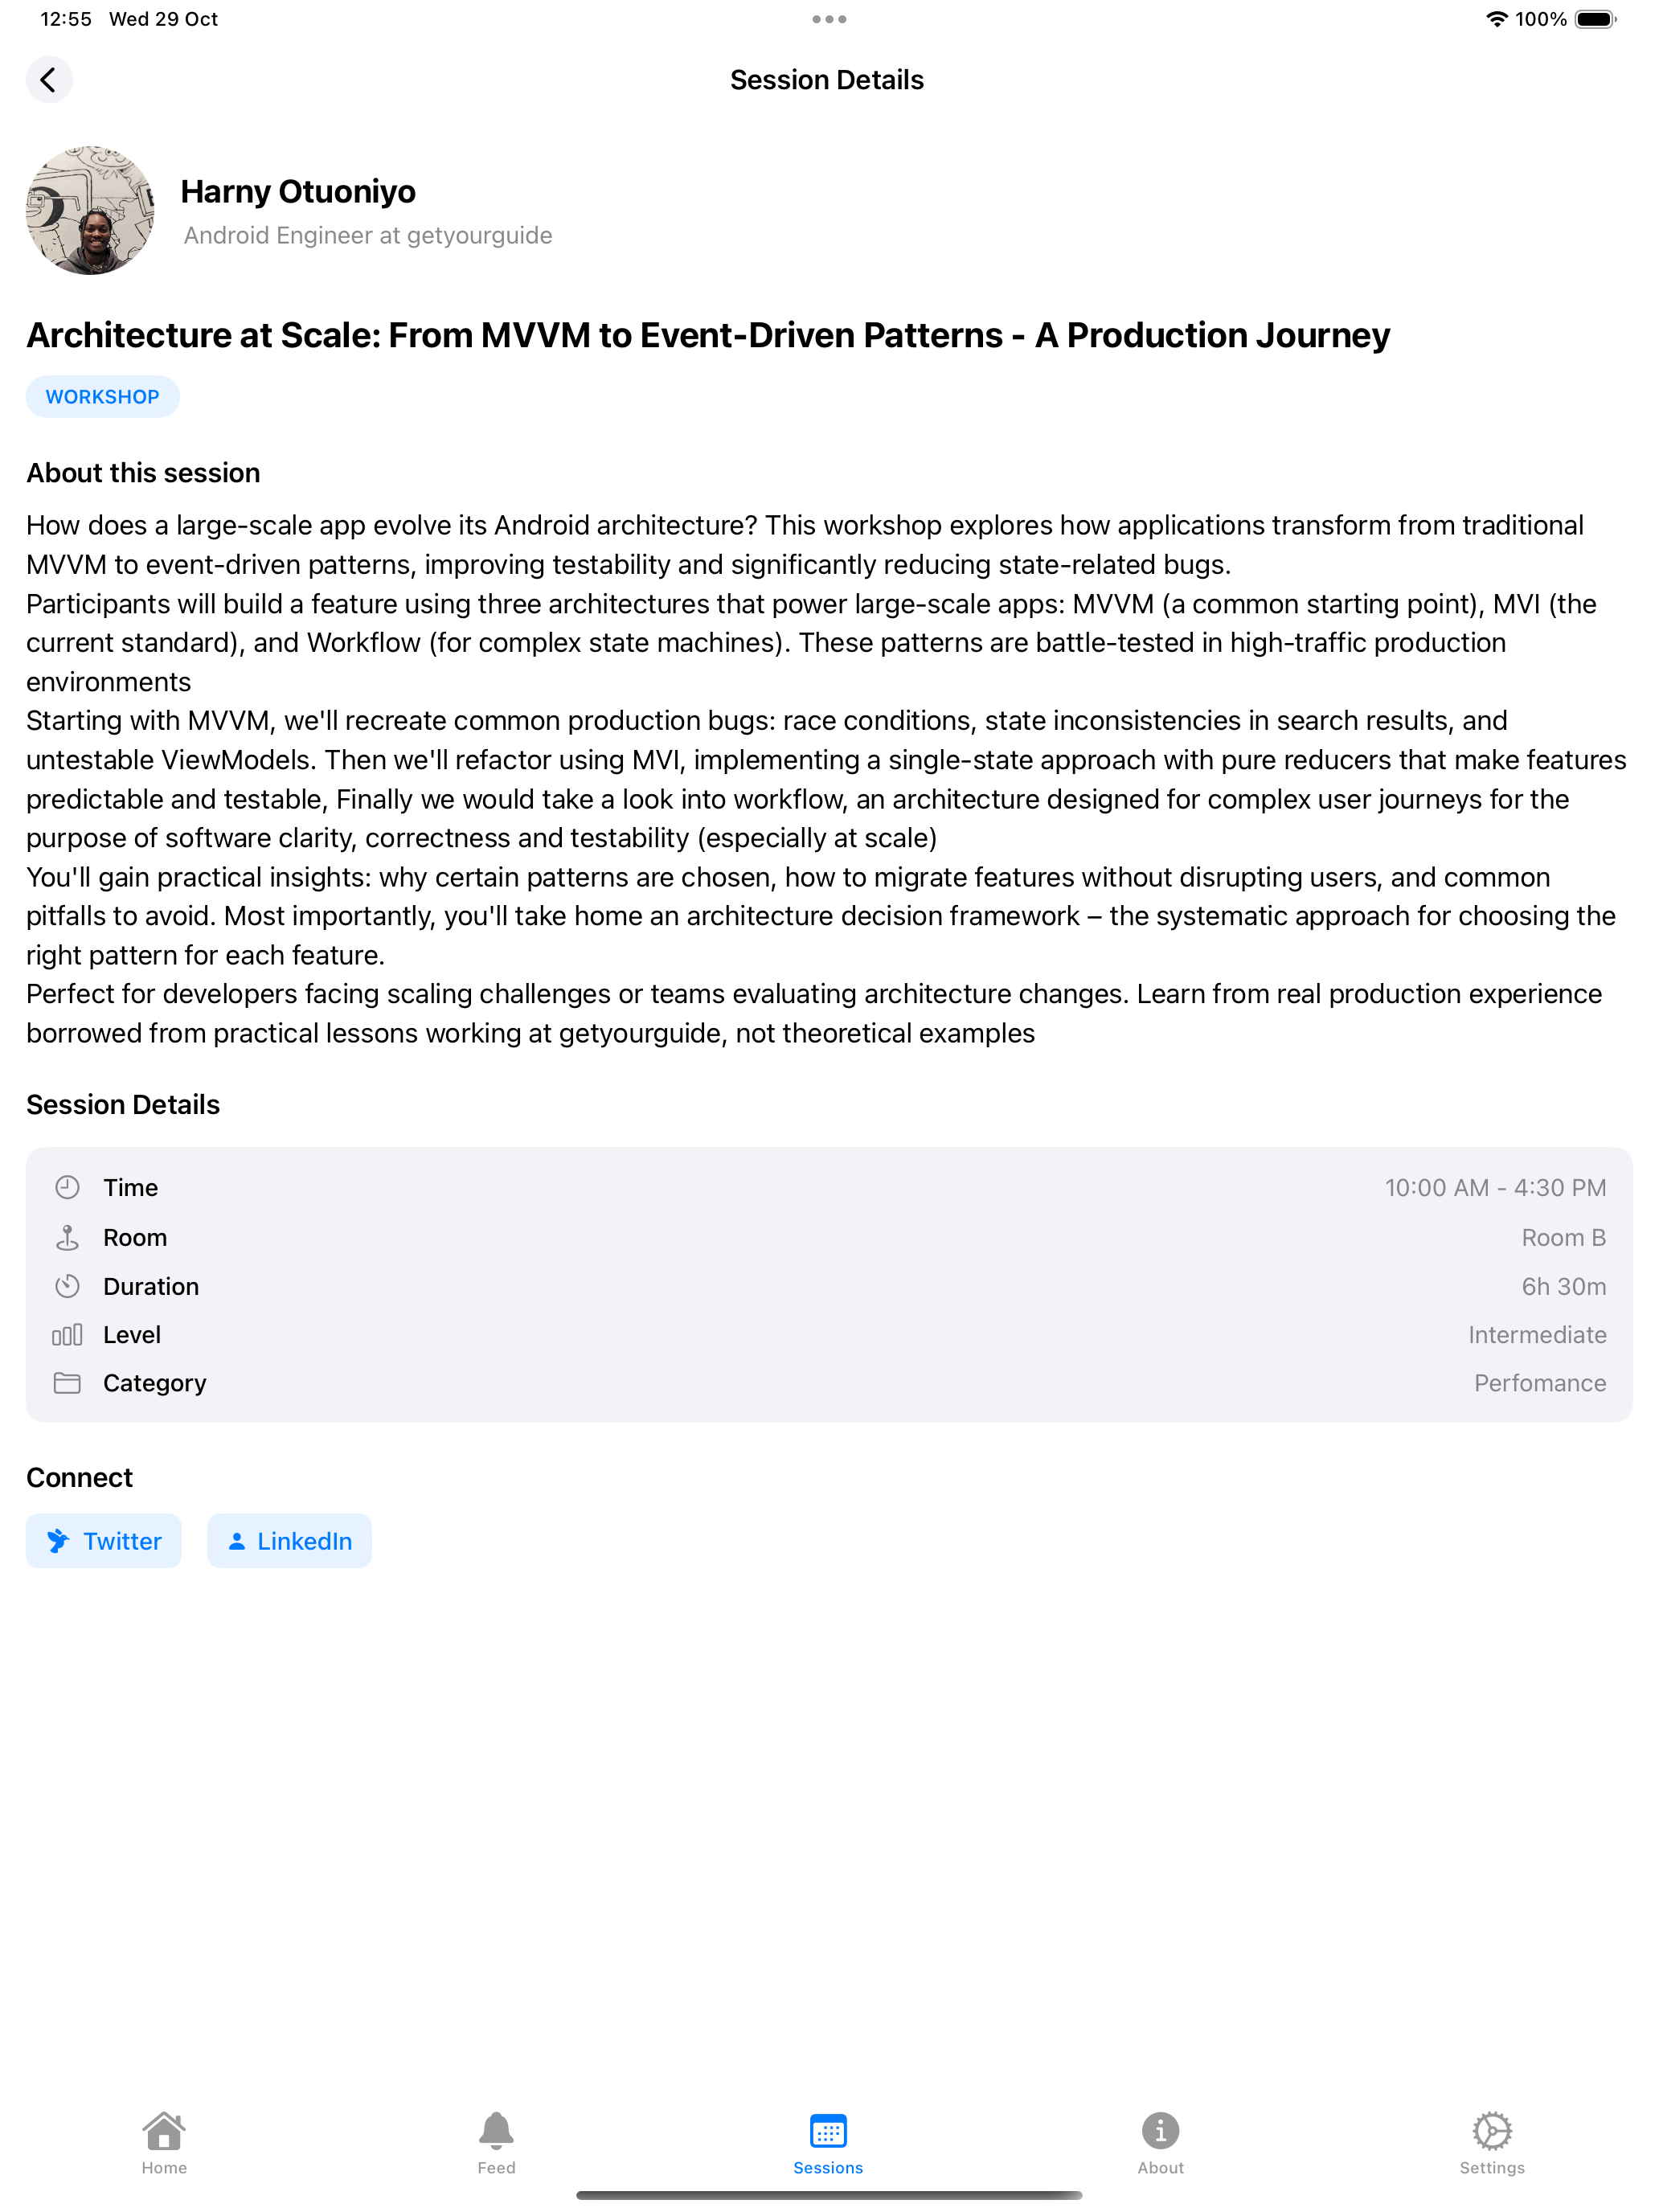 12:55 Wed 29 Oct
100%
Session Details
Harny Otuoniyo
Android Engineer at getyourguide
Architecture at Scale: From MVVM to Event-Driven Patterns - A Production Journey
WORKSHOP
About this session
How does a large-scale app evolve its Android architecture? This workshop explores how applications transform from traditional
MVVM to event-driven patterns, improving testability and significantly reducing state-related bugs.
Participants will build a feature using three architectures that power large-scale apps: MVVM (a common starting point), MVI (the
current standard), and Workflow (for complex state machines). These patterns are battle-tested in high-traffic production
environments
Starting with MVVM, we'll recreate common production bugs: race conditions, state inconsistencies in search results, and
untestable ViewModels. Then we'll refactor using MVI, implementing a single-state approach with pure reducers that make features
predictable and testable, Finally we would take a look into workflow, an architecture designed for complex user journeys for the
purpose of software clarity, correctness and testability (especially at scale)
You'll gain practical insights: why certain patterns are chosen, how to migrate features without disrupting users, and common
pitfalls to avoid. Most importantly, you'll take home an architecture decision framework – the systematic approach for choosing the
right pattern for each feature.
Perfect for developers facing scaling challenges or teams evaluating architecture changes. Learn from real production experience
borrowed from practical lessons working at getyourguide, not theoretical examples
Session Details
Time 10:00 AM - 4:30 PM
Room Room B
Duration 6h 30m
Level Intermediate
Category Perfomance
Connect
Twitter LinkedIn
Home Feed Sessions About Settings